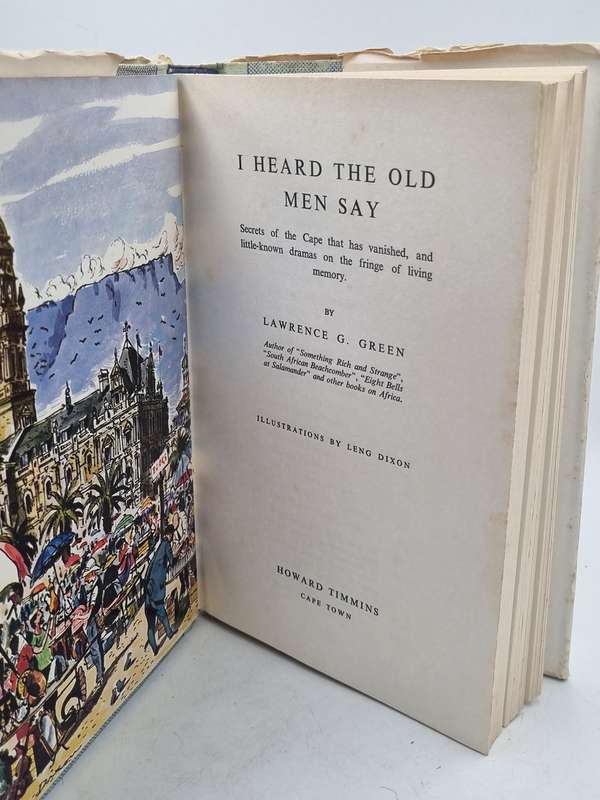 I HEARD THE OLD
MEN SAY
Secrets of the Cape that has vanished, and
little-known dramas on the fringe of living
memory.
BY
LAWRENCE G. GREEN
Author of "Something Rich and Strange",
"South African Beachcomber", "Eight Bells
at Salamander" and other books on Africa.
ILLUSTRATIONS BY LENG DIXON
HOWARD TIMMINS
CAPE TOWN